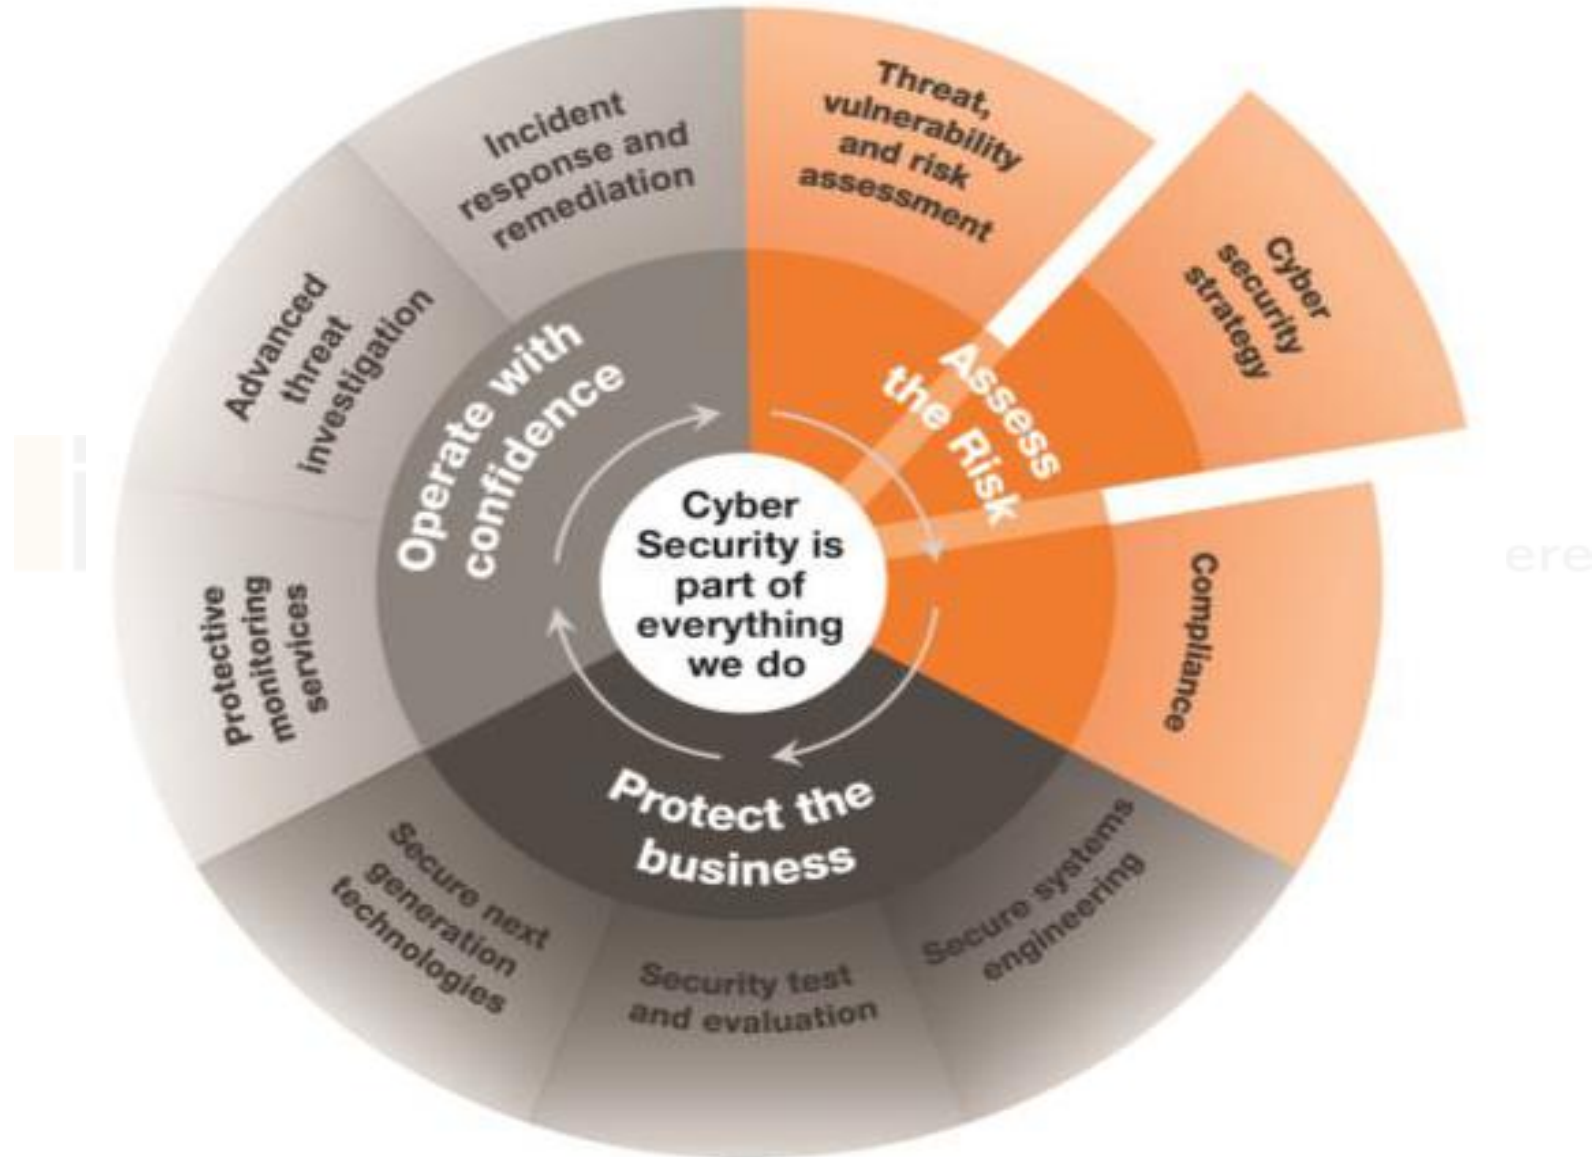 Threat,
vulnerability
and risk
assessment
Cyber
security
strategy
Compliance
Assess
the Risk
Secure systems
engineering
Security test
and evaluation
Secure next
generation
technologies
Protect the
business
Protective
monitoring
services
Advanced
threat
investigation
Incident
response and
remediation
Operate with
confidence
Cyber
Security is
part of
everything
we do
ere